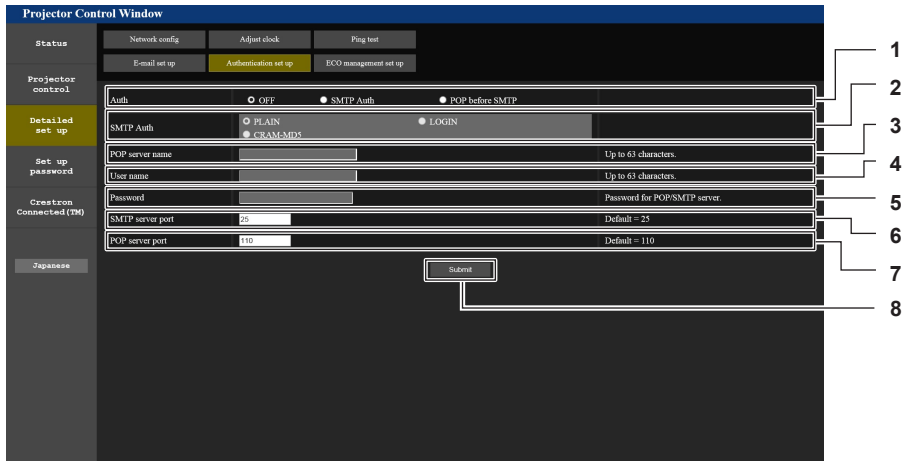 Projector Control Window
Status
Network config
Adjust clock
Ping test
E-mail set up
Authentication set up
ECO management set up
Projector
control
Detailed
set up
Set up
password
Crestron
Connected(TM)
Japanese
Auth
OFF
SMTP Auth
POP before SMTP
SMTP Auth
PLAIN
LOGIN
CRAM-MD5
POP server name
Up to 63 characters.
User name
Up to 63 characters.
Password
Password for POP/SMTP server.
SMTP server port
25
Default = 25
POP server port
110
Default = 110
Submit
1
2
3
4
5
6
7
8